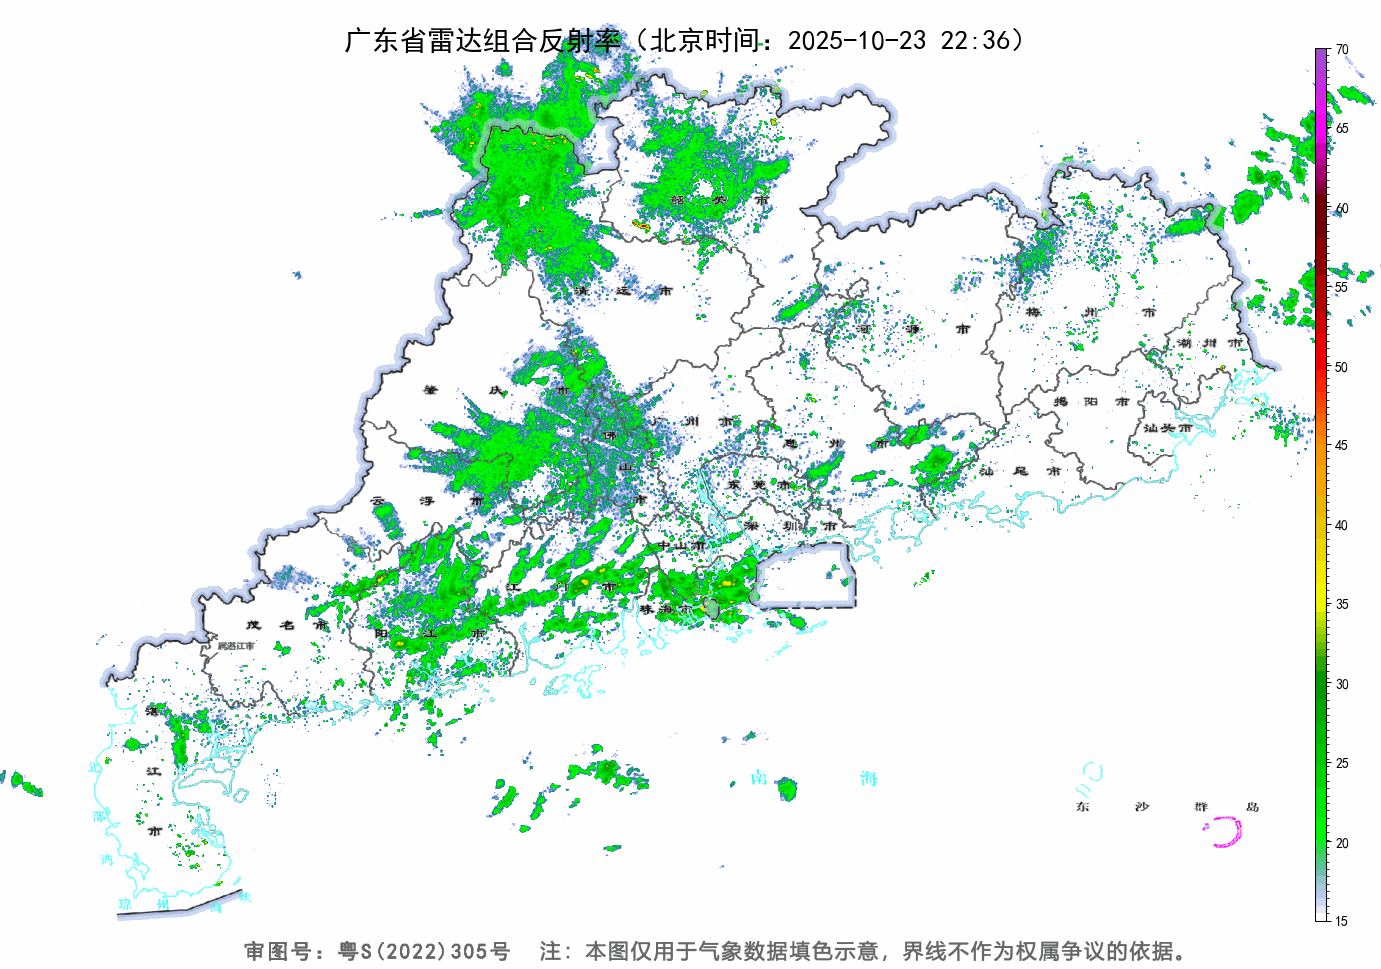 广东省雷达组合反射率（北京时间：2025-10-23 22:36）
70
65
60
55
50
45
40
35
30
25
20
15
韶 关 市
清 远 市
河 源 市
梅 州 市
潮 州 市
肇 庆 市
广 州 市
佛 山 市
惠 州 市
揭 阳 市
汕头市
汕 尾 市
东 莞 市
云 浮 市
深 圳 市
中山市
江 门 市
珠海市
茂 名 市
阳 江 市
属湛江市
湛 江 市
北 部 湾
南 海
东 沙 群 岛
琼 州 海 峡
审图号：粤S(2022)305号 注：本图仅用于气象数据填色示意，界线不作为权属争议的依据。